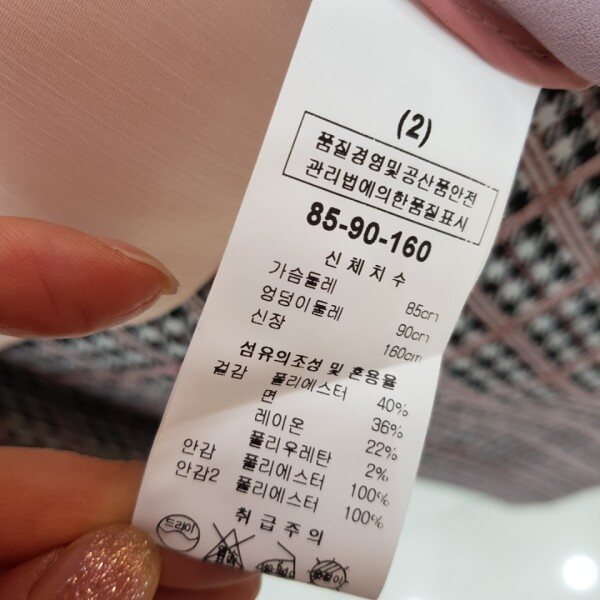 (2)
품질경영및공산품안전
관리법에의한품질표시
85-90-160
신체치수
가슴둘레 85cm
엉덩이둘레 90cm
신장 160cm
섬유의조성 및 혼용율
겉감 폴리에스터 40%
면 36%
레이온 22%
폴리우레탄 2%
안감 폴리에스터 100%
안감2 폴리에스터 100%
취급주의
드라이